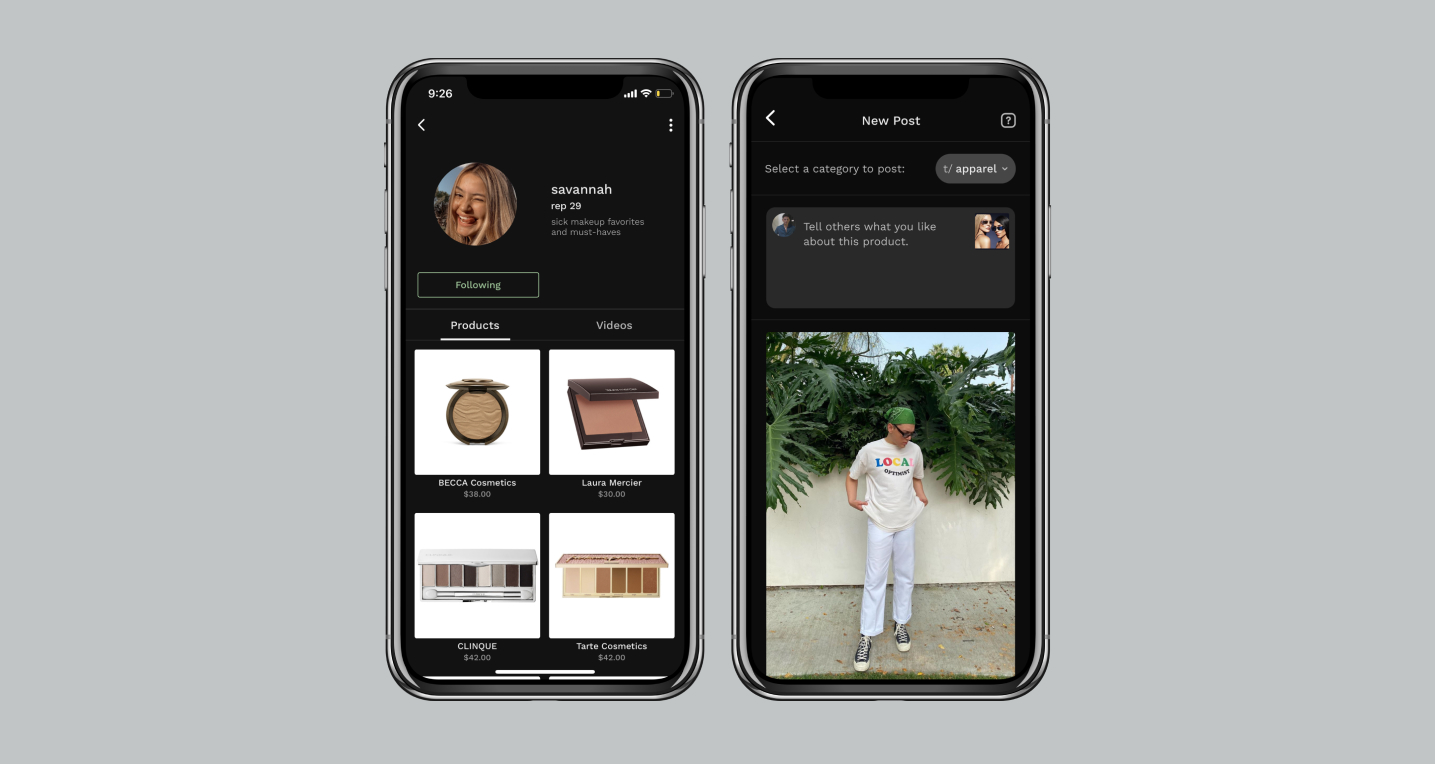 9:26
savannah
rep 29
sick makeup favorites
and must-haves
Following
Products
Videos
BECCA Cosmetics
$38.00
Laura Mercier
$30.00
CLINQUE
$42.00
Tarte Cosmetics
$42.00
New Post
?
Select a category to post:
t/ apparel
Tell others what you like
about this product.
LOCAL
OPTIMIST